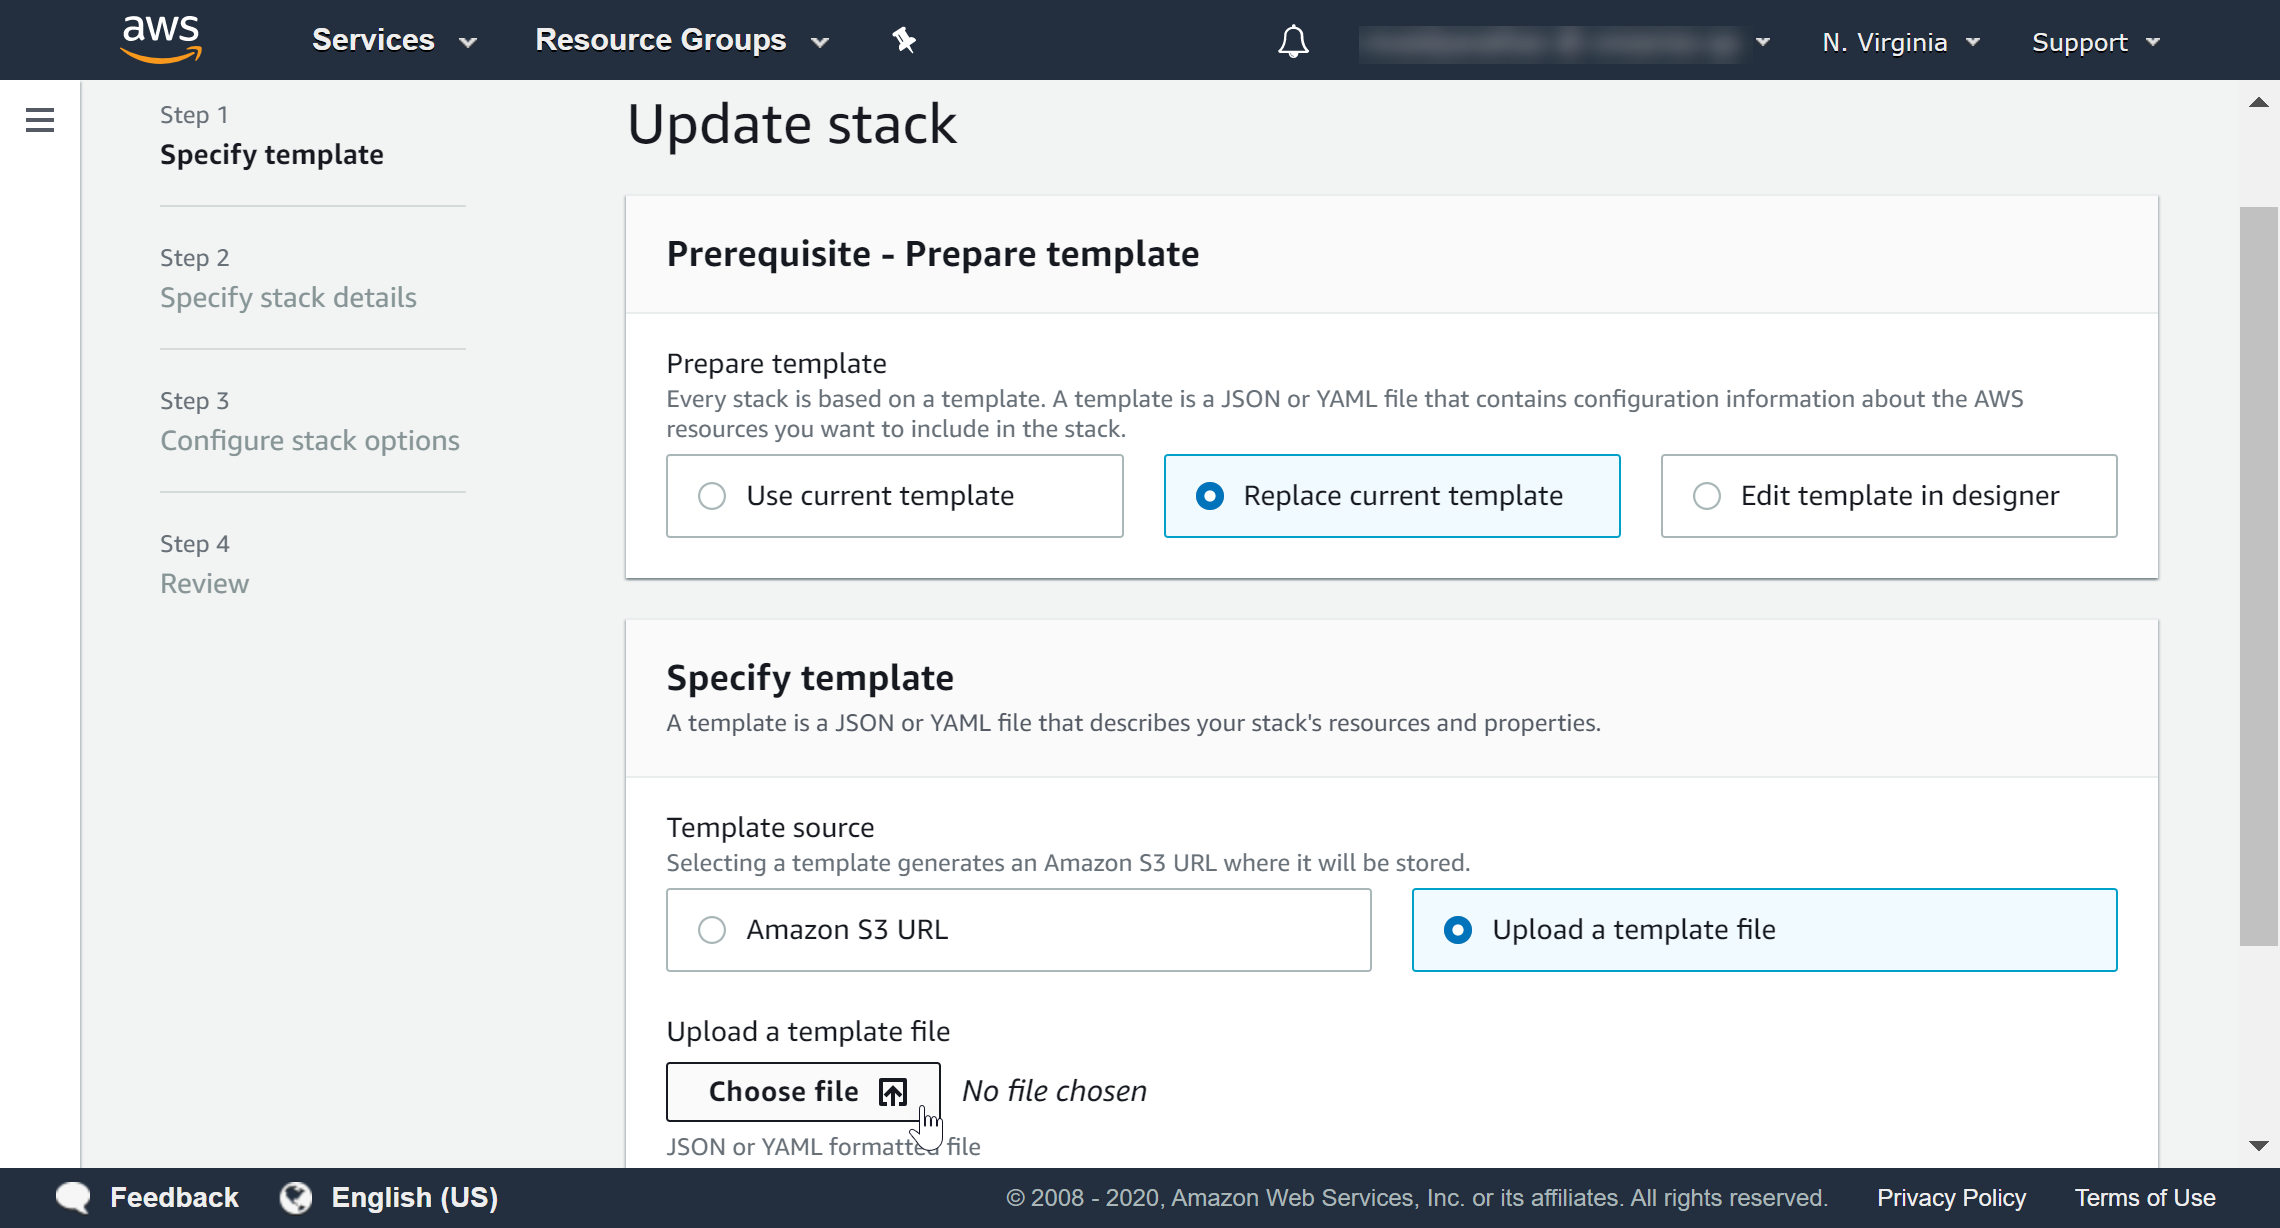 aws
Services
Resource Groups
N. Virginia
Support
Step 1
Specify template
Step 2
Specify stack details
Step 3
Configure stack options
Step 4
Review
Update stack
Prerequisite - Prepare template
Prepare template
Every stack is based on a template. A template is a JSON or YAML file that contains configuration information about the AWS
resources you want to include in the stack.
Use current template
Replace current template
Edit template in designer
Specify template
A template is a JSON or YAML file that describes your stack's resources and properties.
Template source
Selecting a template generates an Amazon S3 URL where it will be stored.
Amazon S3 URL
Upload a template file
Upload a template file
Choose file
No file chosen
JSON or YAML formatted file
Feedback
English (US)
© 2008 - 2020, Amazon Web Services, Inc. or its affiliates. All rights reserved.
Privacy Policy
Terms of Use